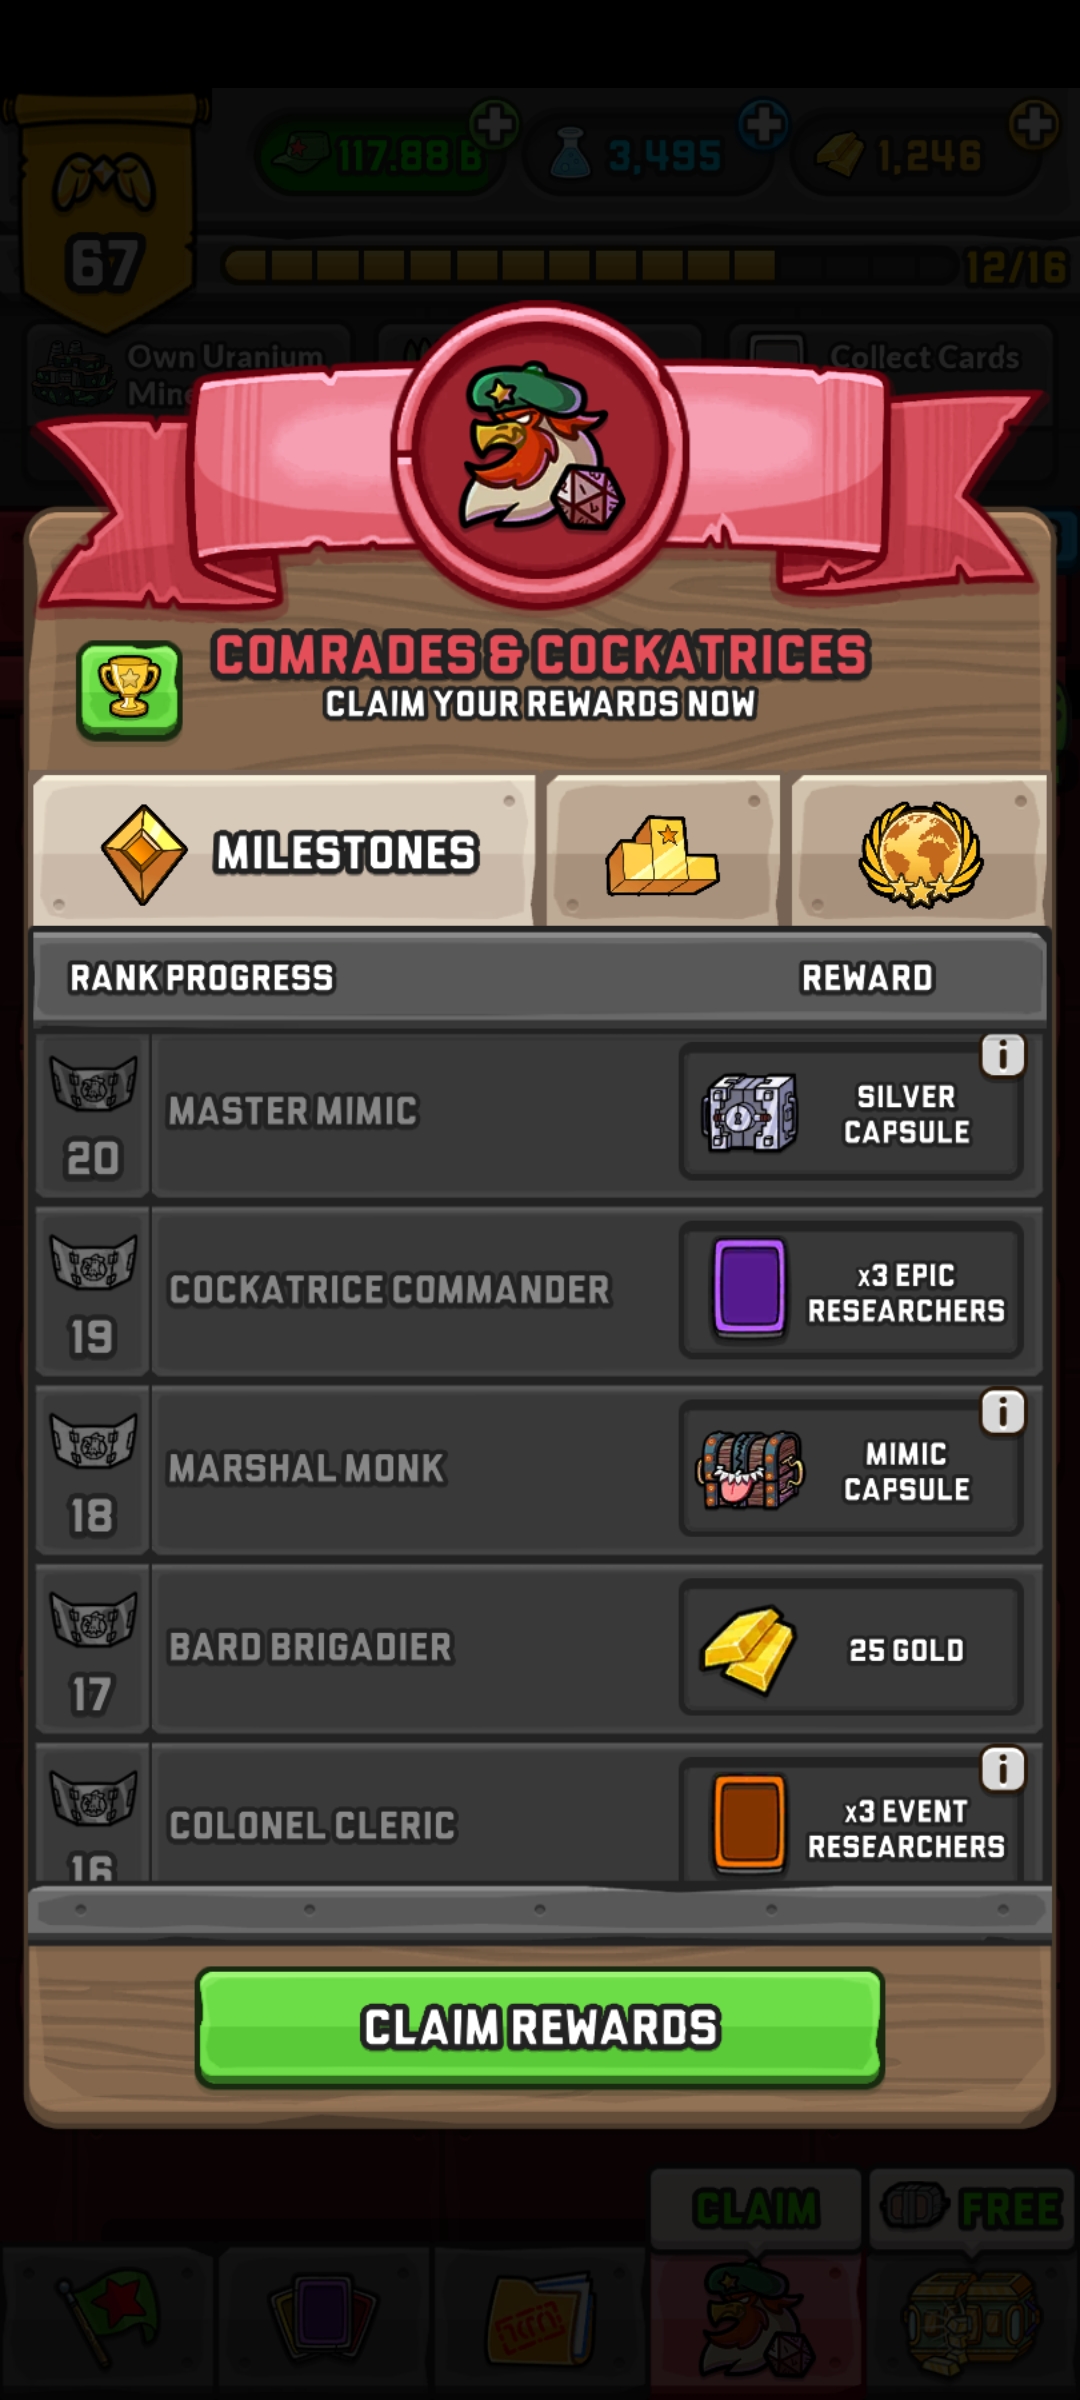 117.88 B
3,495
1,246
67
12/16
Own Uranium
Mine
Collect Cards
COMRADES & COCKATRICES
CLAIM YOUR REWARDS NOW
MILESTONES
RANK PROGRESS
REWARD
20
MASTER MIMIC
SILVER
CAPSULE
i
19
COCKATRICE COMMANDER
x3 EPIC
RESEARCHERS
18
MARSHAL MONK
MIMIC
CAPSULE
i
17
BARD BRIGADIER
25 GOLD
16
COLONEL CLERIC
x3 EVENT
RESEARCHERS
i
CLAIM REWARDS
CLAIM
FREE